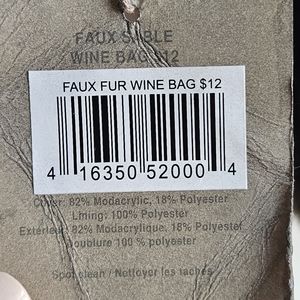 FAUX SABLE
WINE BAG $12
FAUX FUR WINE BAG $12
4 16350 52000 4
Cover: 82% Modacrylic, 18% Polyester
Lining: 100% Polyester
Exterieur: 82% Modacrylique, 18% Polyester
Doublure 100 % polyester
Spot clean / Nettoyer les taches